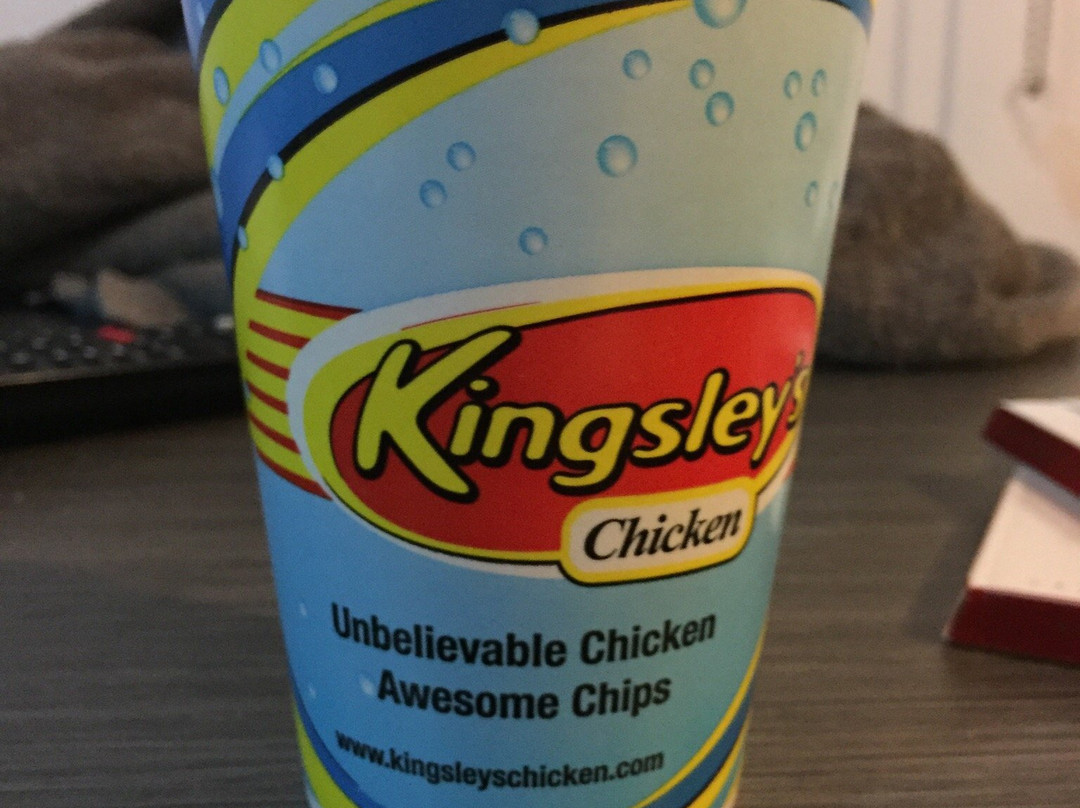 Kingsley's
Chicken
Unbelievable Chicken
Awesome Chips
www.kingsleyschicken.com